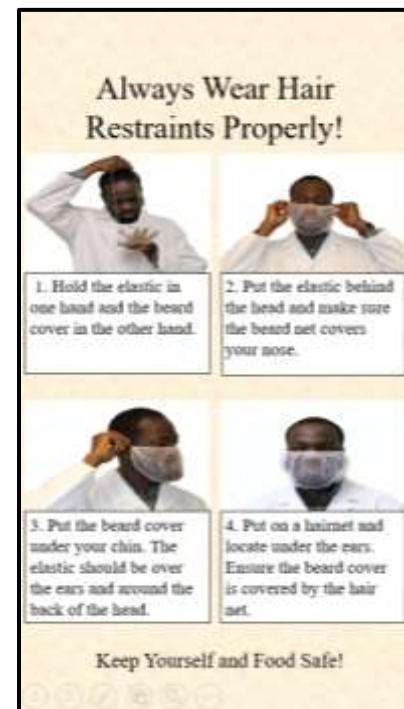 Always Wear Hair
Restraints Properly!
1. Hold the elastic in
one hand and the beard
cover in the other hand.
2. Put the elastic behind
the head and make sure
the beard net covers
your nose.
3. Put the beard cover
under your chin. The
elastic should be over
the ears and around the
back of the head.
4. Put on a hairnet and
locate under the ears.
Ensure the beard cover
is covered by the hair
net.
Keep Yourself and Food Safe!